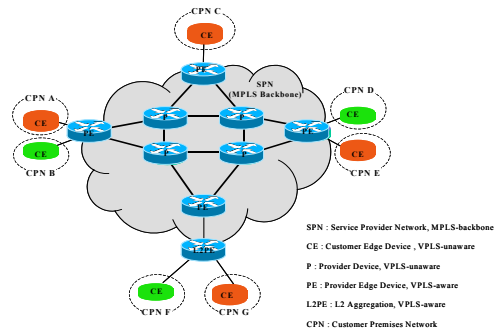 CPN C
CE
PE
SPN
(MPLS Backbone)
CPN A
CE
PE
CE
CPN B
P
P
P
P
CPN D
CE
PE
CE
CPN E
PE
L2PE
CE
CPN F
CE
CPN G
SPN : Service Provider Network, MPLS-backbone
CE : Customer Edge Device , VPLS-unaware
P : Provider Device, VPLS-unaware
PE : Provider Edge Device, VPLS-aware
L2PE : L2 Aggregation, VPLS-aware
CPN : Customer Premises Network